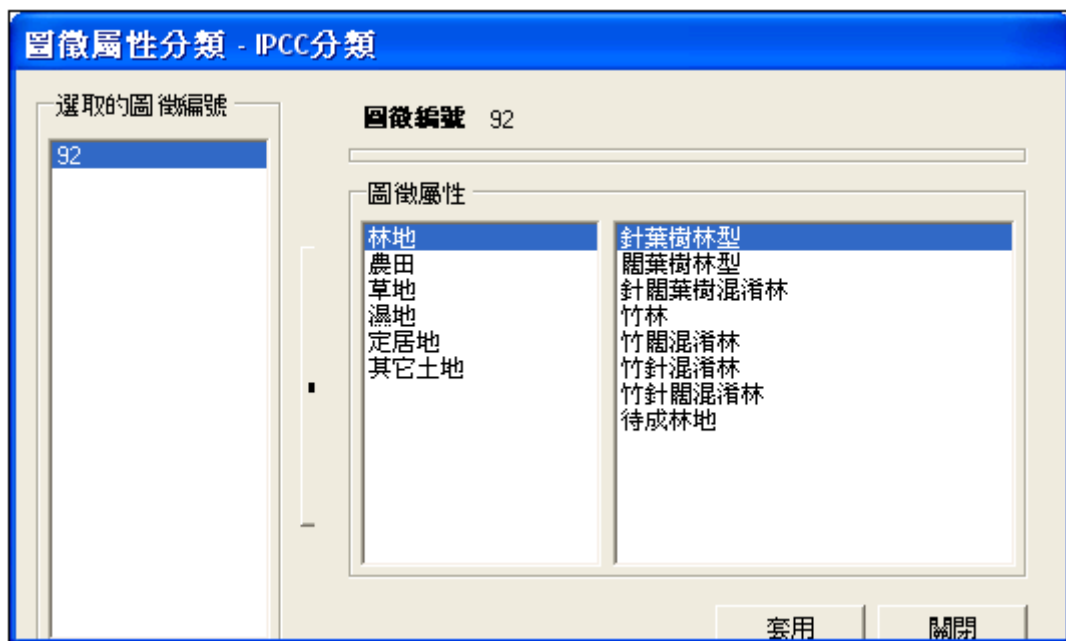 圖徵屬性分類 - IPCC分類
選取的圖徵編號
92
圖徵編號 92
圖徵屬性
林地
農田
草地
濕地
定居地
其它土地
針葉樹林型
闊葉樹林型
針闊葉樹混淆林
竹林
竹闊混淆林
竹針混淆林
竹針闊混淆林
待成林地
套用
關閉